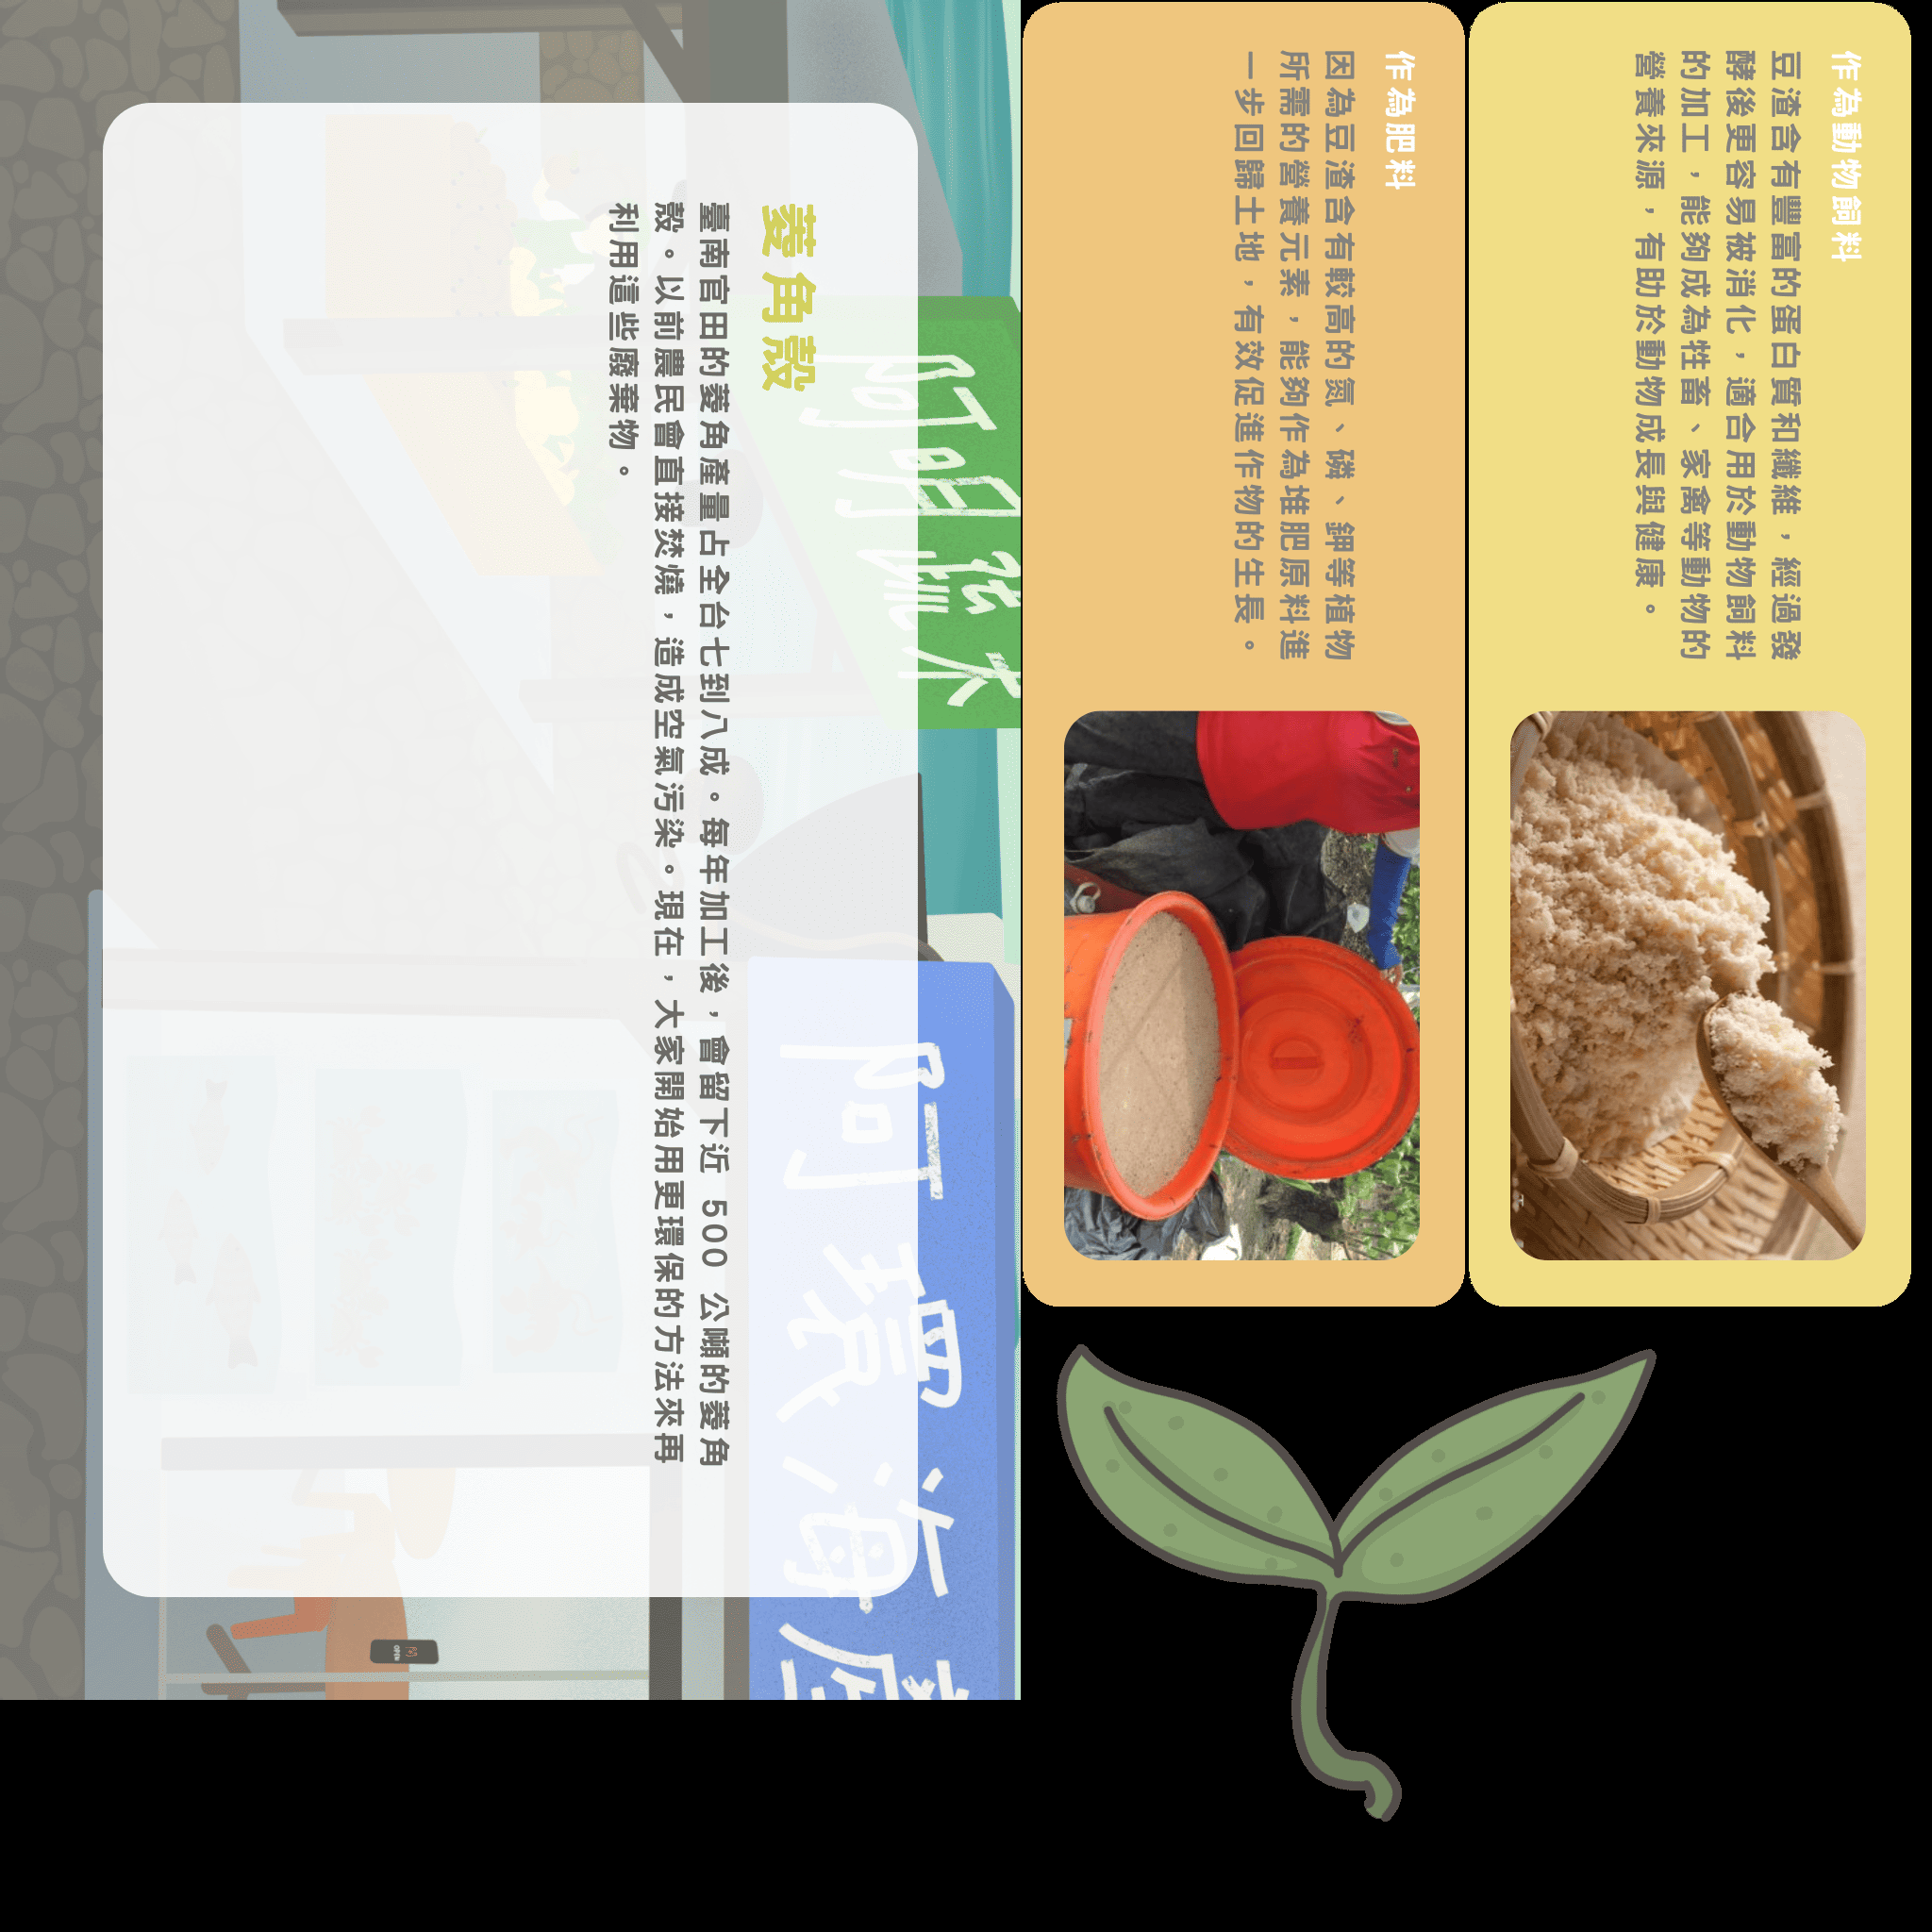 菱角殼
臺南官田的菱角產量占全台七到八成。每年加工後，會留下近 500 公噸的菱角
殼。以前農民會直接焚燒，造成空氣污染。現在，大家開始用更環保的方法來再
利用這些廢棄物。
阿明蔬木
阿環海產
OPEN
作為肥料
因為豆渣含有較高的氮、磷、鉀等植物
所需的營養元素，能夠作為堆肥原料進
一步回歸土地，有效促進作物的生長。
作為動物飼料
豆渣含有豐富的蛋白質和纖維，經過發
酵後更容易被消化，適合用於動物飼料
的加工，能夠成為牲畜、家禽等動物的
營養來源，有助於動物成長與健康。